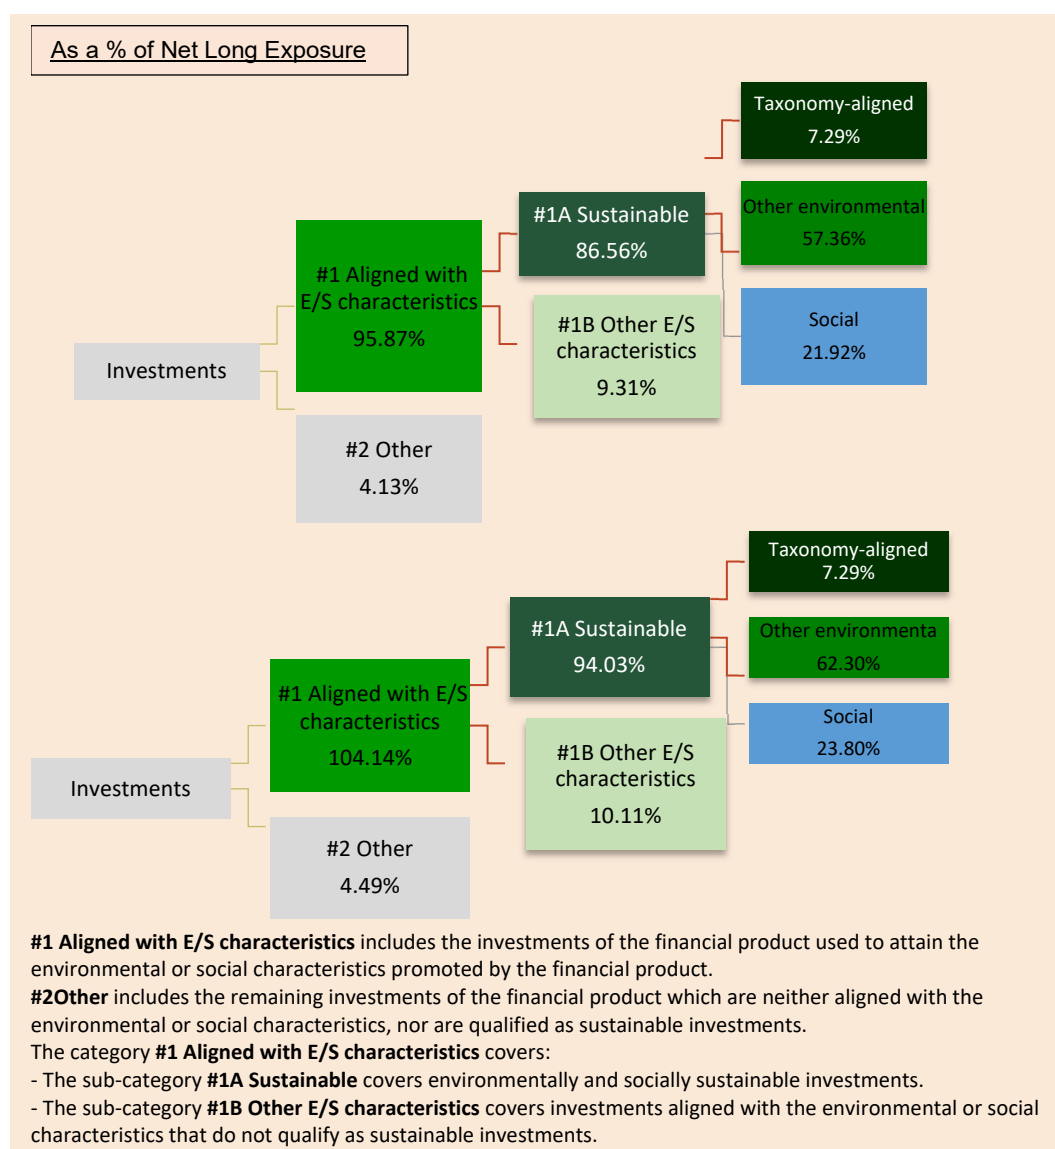 As a % of Net Long Exposure
Taxonomy-aligned
7.29%
#1A Sustainable
86.56%
Other environmental
57.36%
#1 Aligned with
E/S characteristics
95.87%
#1B Other E/S
characteristics
9.31%
Social
21.92%
Investments
#2 Other
4.13%
Taxonomy-aligned
7.29%
#1A Sustainable
94.03%
Other environmenta
62.30%
#1 Aligned with E/S
characteristics
104.14%
Social
23.80%
#1B Other E/S
characteristics
10.11%
Investments
#2 Other
4.49%
#1 Aligned with E/S characteristics includes the investments of the financial product used to attain the
environmental or social characteristics promoted by the financial product.
#2Other includes the remaining investments of the financial product which are neither aligned with the
environmental or social characteristics, nor are qualified as sustainable investments.
The category #1 Aligned with E/S characteristics covers:
- The sub-category #1A Sustainable covers environmentally and socially sustainable investments.
- The sub-category #1B Other E/S characteristics covers investments aligned with the environmental or social
characteristics that do not qualify as sustainable investments.